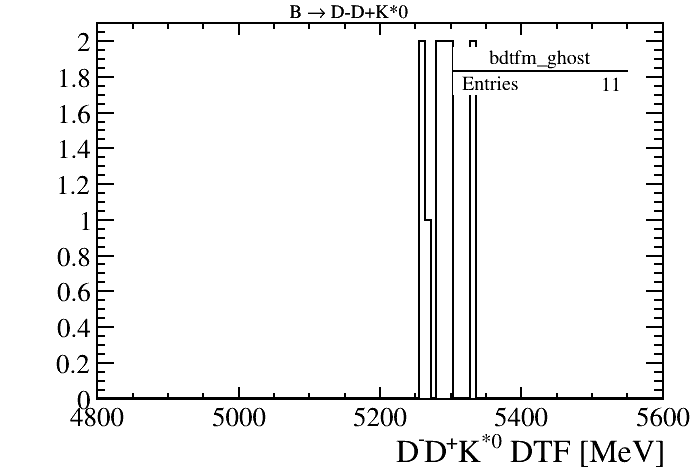 B → D-D+K*0
2
1.8
1.6
1.4
1.2
1
0.8
0.6
0.4
0.2
0
bdtfm_ghost
Entries 11
4800 5000 5200 5400 5600
D⁻D⁺K*⁰ DTF [MeV]